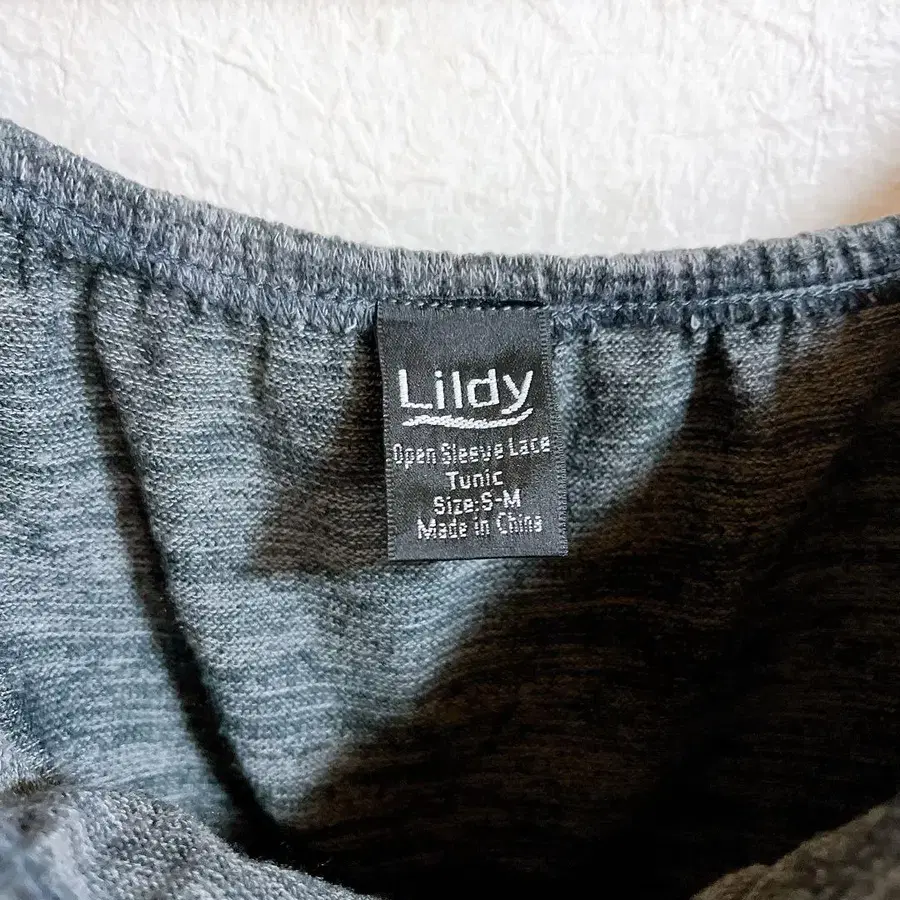 Lildy
Open Sleeve Lace
Tunic
Size:S-M
Made in China